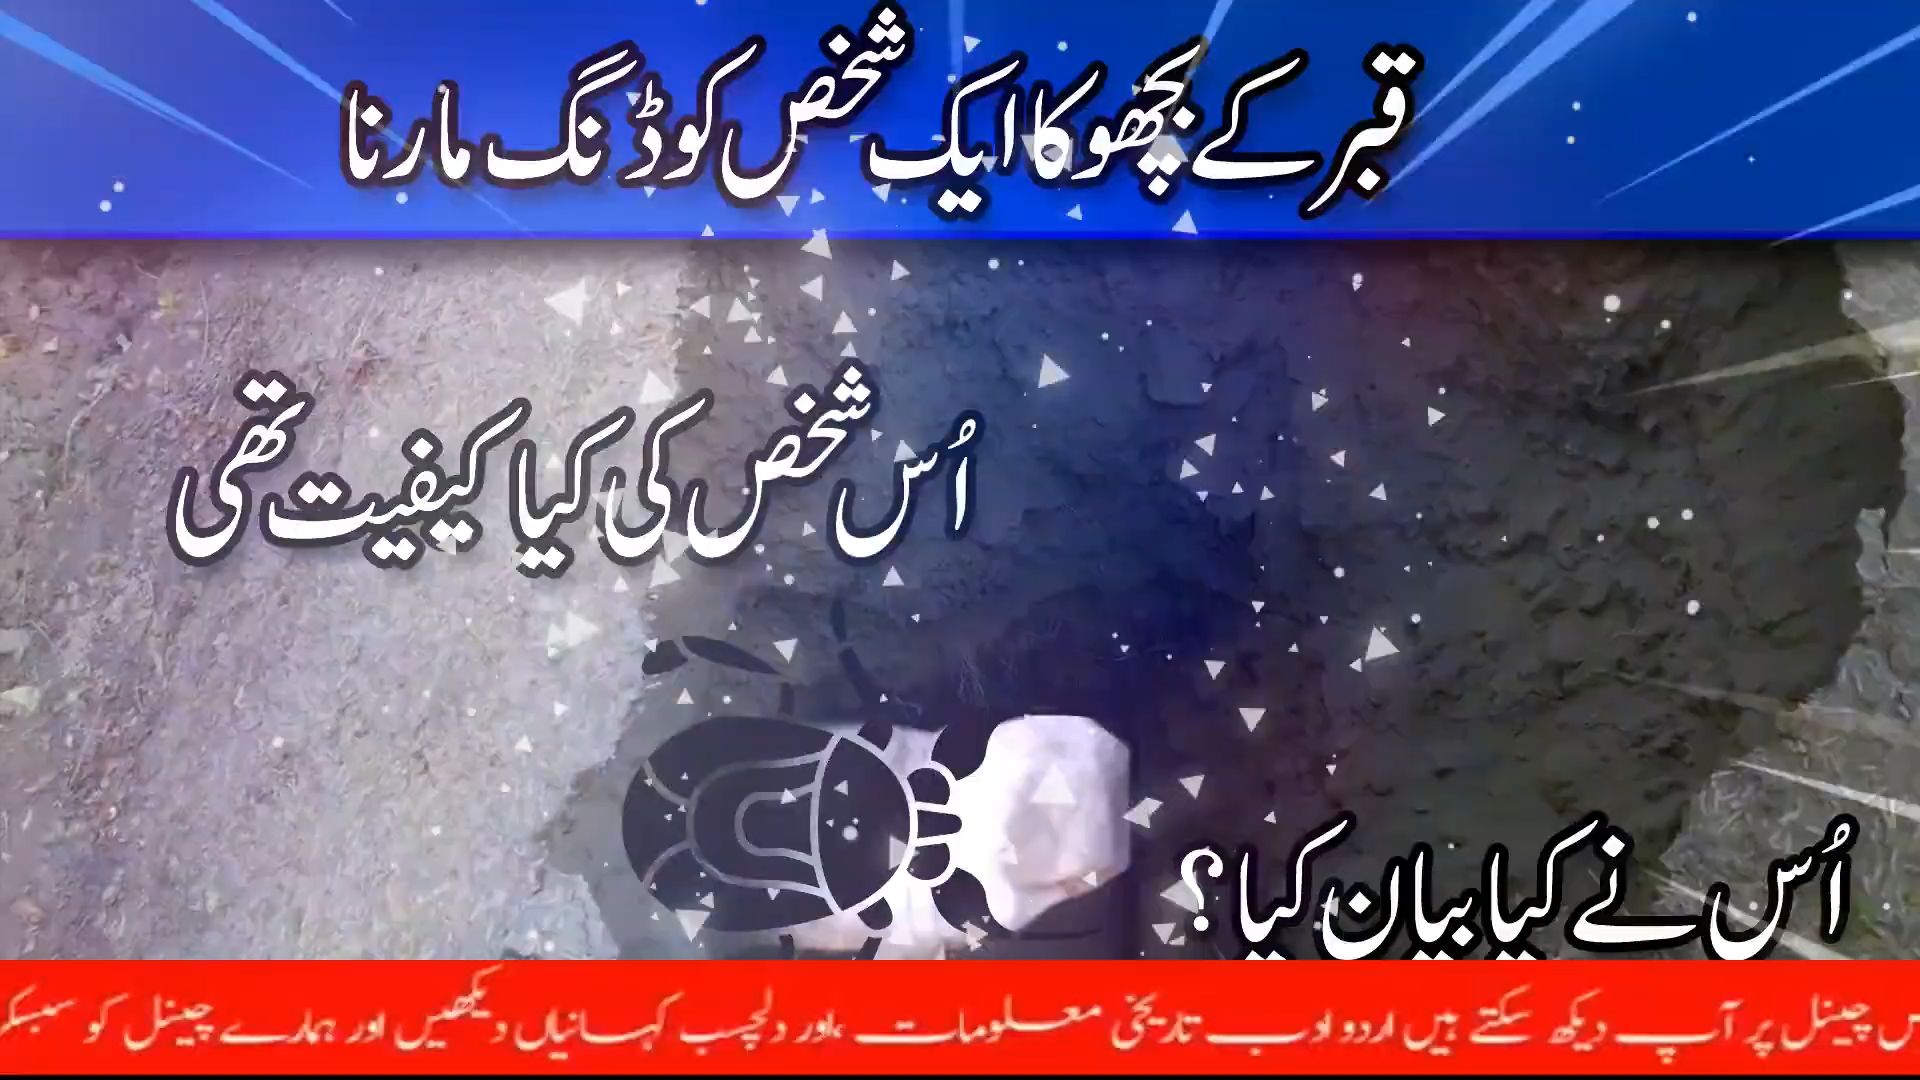 قبر کے بچھو کا ایک شخص کو ڈنگ مارنا
اُس شخص کی کیا کیفیت تھی
اُس نے کیا بیان کیا؟
چینل پر آپ دیکھ سکتے ہیں اردو ادب تاریخی معلومات ،اور دلچسپ کہانیاں دیکھیں اور ہمارے چینل کو